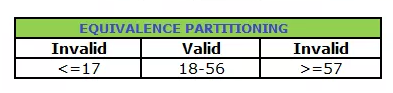 EQUIVALENCE PARTITIONING
Invalid Valid Invalid
<=17 18-56 >=57